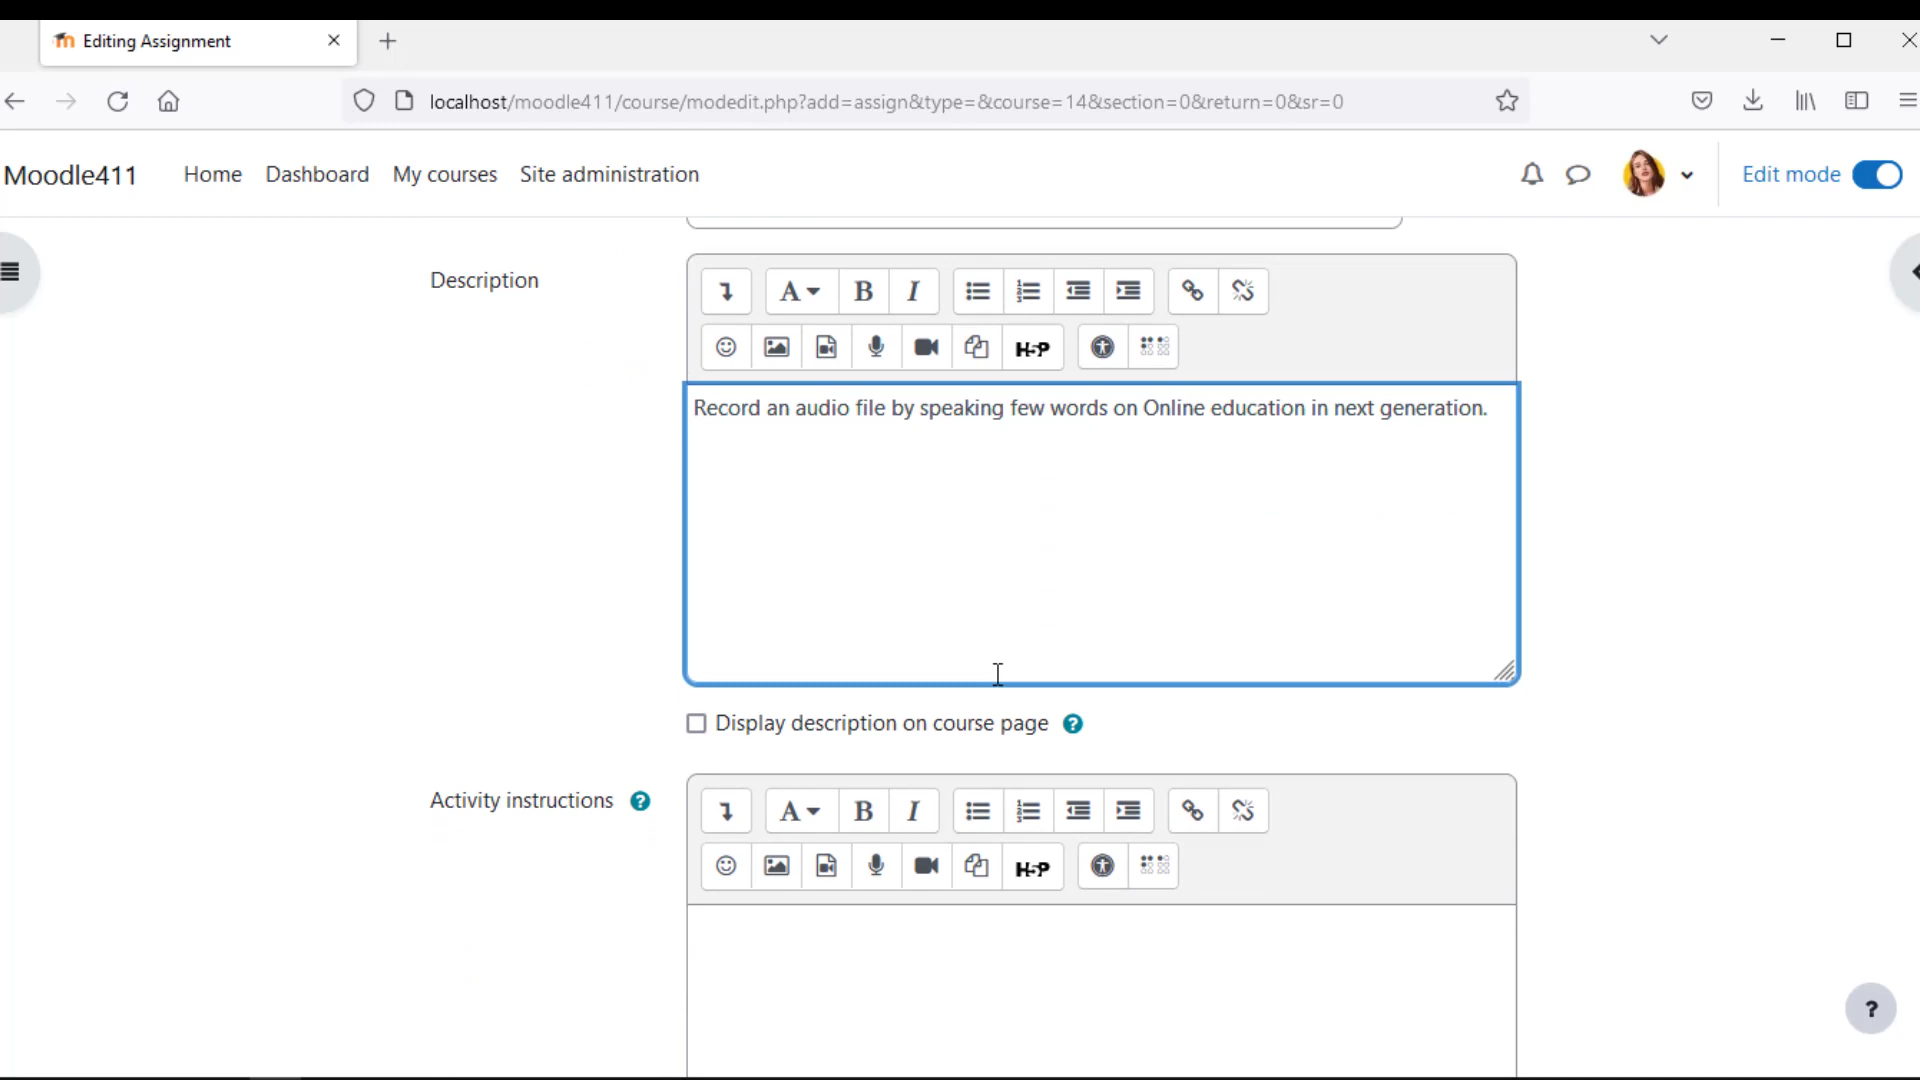 Editing Assignment
localhost/moodle411/course/modedit.php?add=assign&type=&course=14&section=0&return=0&sr=0
Moodle411 Home Dashboard My courses Site administration Edit mode
Description
A B I
H5P
Record an audio file by speaking few words on Online education in next generation.
Display description on course page ?
Activity instructions ?
A B I
H5P
?